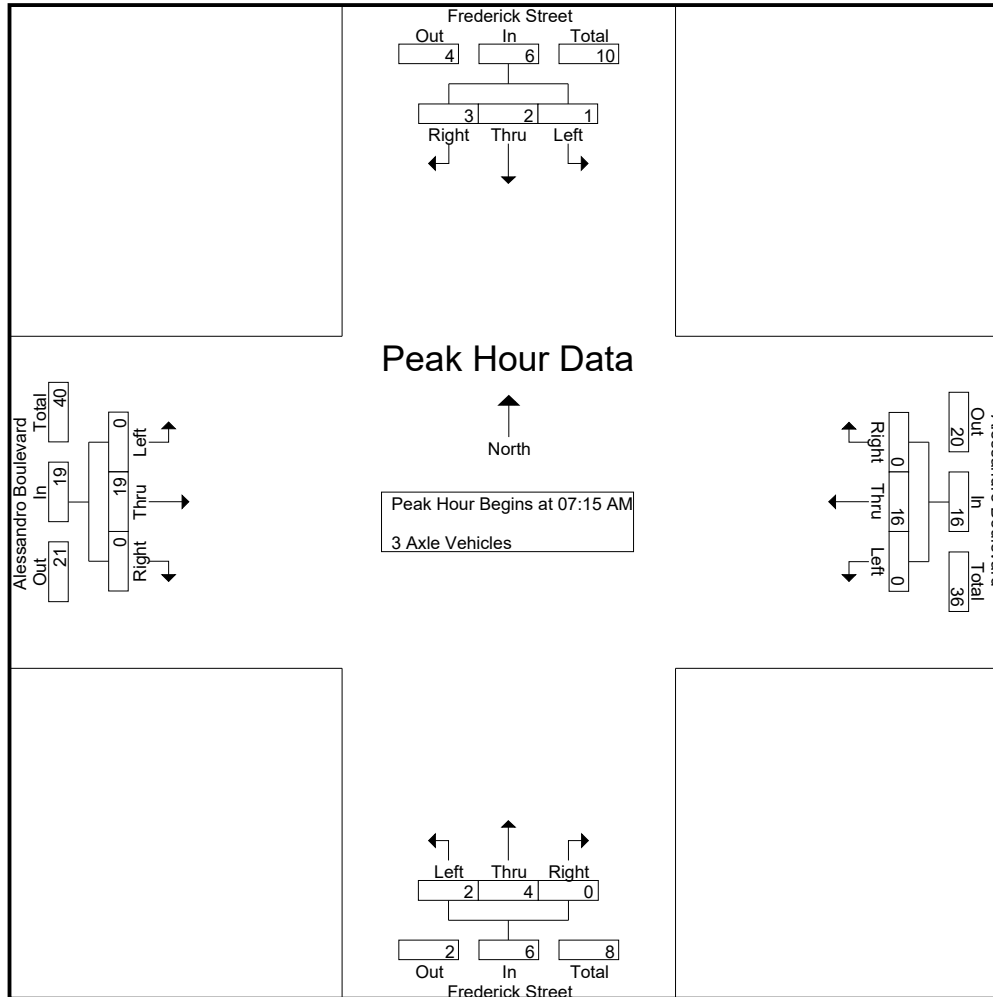 Frederick Street
Out In Total
4 6 10
3 2 1
Right Thru Left
Peak Hour Data
North
Peak Hour Begins at 07:15 AM
3 Axle Vehicles
Alessandro Boulevard
Total In Out
40 19 21
0 19 0
Left Thru Right
Right Thru Left
0 16 0
20 16 36
Out In Total
Left Thru Right
2 4 0
2 6 8
Out In Total
Frederick Street